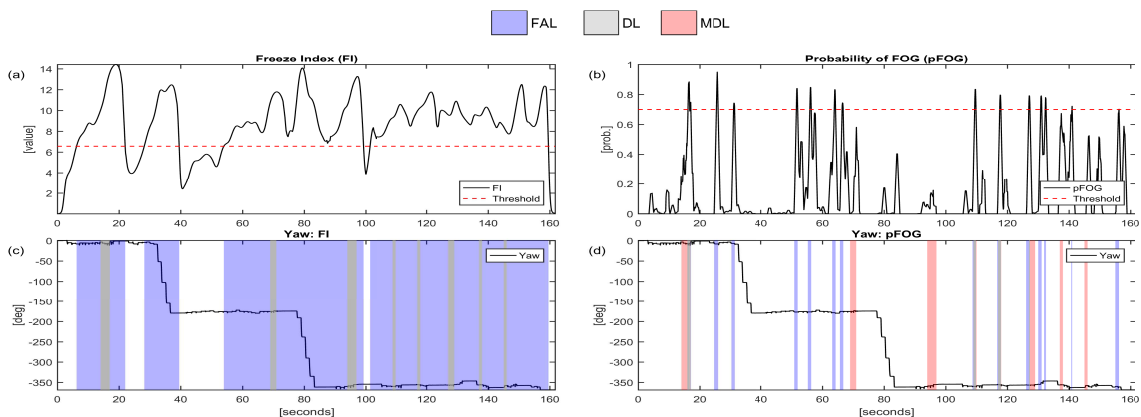 FAL DL MDL
(a) Freeze Index (FI)
[value]
14
12
10
8
6
4
2
FI
Threshold
0 20 40 60 80 100 120 140 160
(b) Probability of FOG (pFOG)
[prob.]
1
0.8
0.6
0.4
0.2
0
pFOG
Threshold
0 20 40 60 80 100 120 140 160
(c) Yaw: FI
[deg]
0
-50
-100
-150
-200
-250
-300
-350
Yaw
0 20 40 60 80 100 120 140 160
[seconds]
(d) Yaw: pFOG
[deg]
0
-50
-100
-150
-200
-250
-300
-350
Yaw
0 20 40 60 80 100 120 140 160
[seconds]